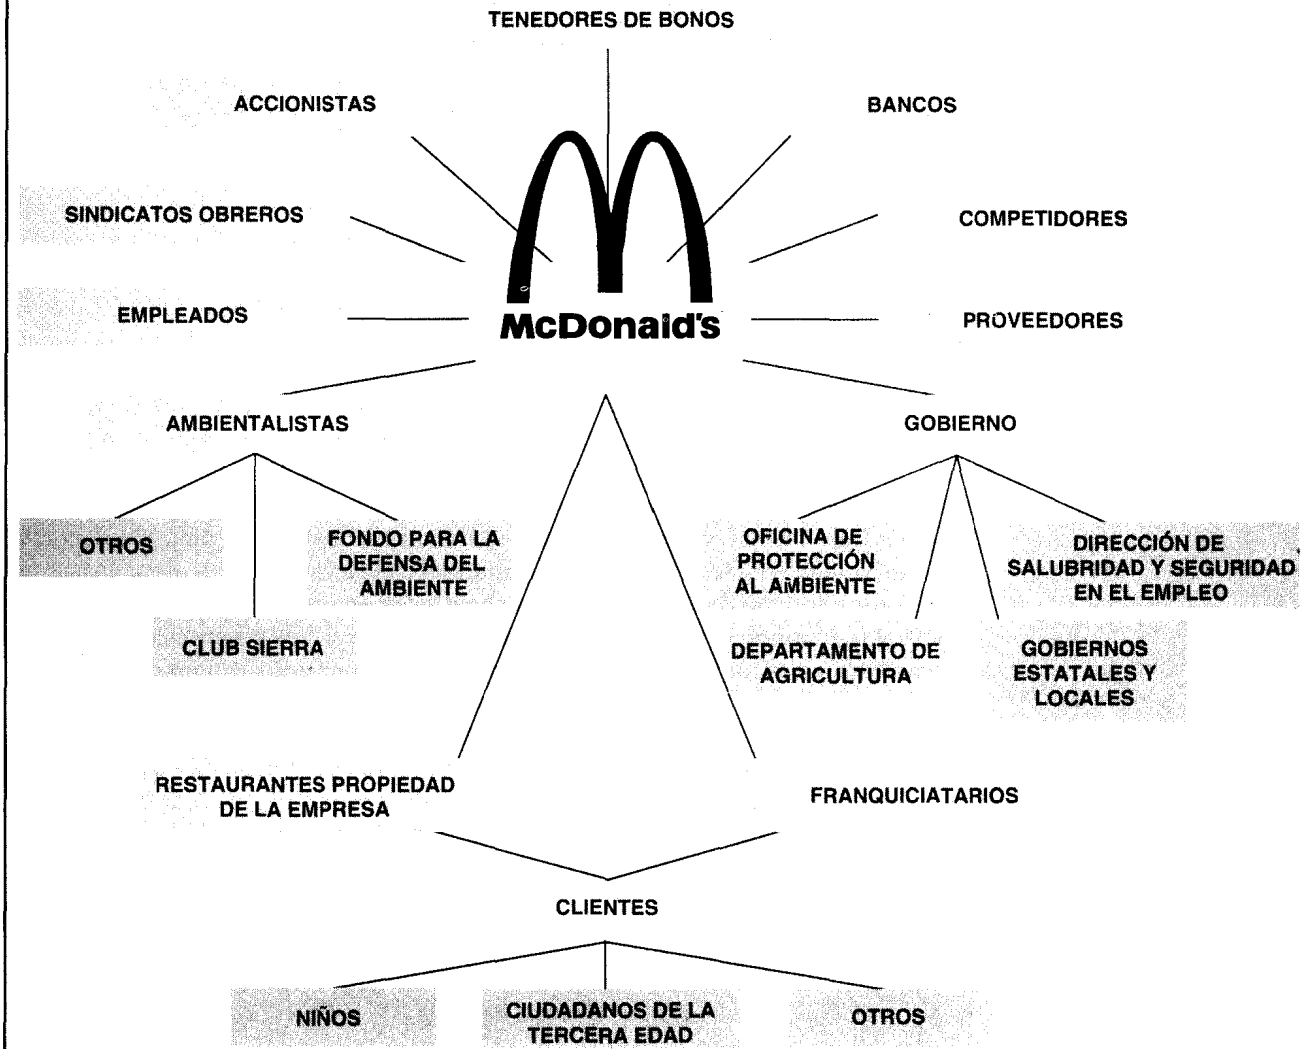 TENEDORES DE BONOS
ACCIONISTAS
BANCOS
SINDICATOS OBREROS
COMPETIDORES
EMPLEADOS
McDonald's
PROVEEDORES
AMBIENTALISTAS
GOBIERNO
OTROS
FONDO PARA LA
DEFENSA DEL
AMBIENTE
OFICINA DE
PROTECCIÓN
AL AMBIENTE
DIRECCIÓN DE
SALUBRIDAD Y SEGURIDAD
EN EL EMPLEO
CLUB SIERRA
DEPARTAMENTO DE
AGRICULTURA
GOBIERNOS
ESTATALES Y
LOCALES
RESTAURANTES PROPIEDAD
DE LA EMPRESA
FRANQUICIATARIOS
CLIENTES
NIÑOS
CIUDADANOS DE LA
TERCERA EDAD
OTROS